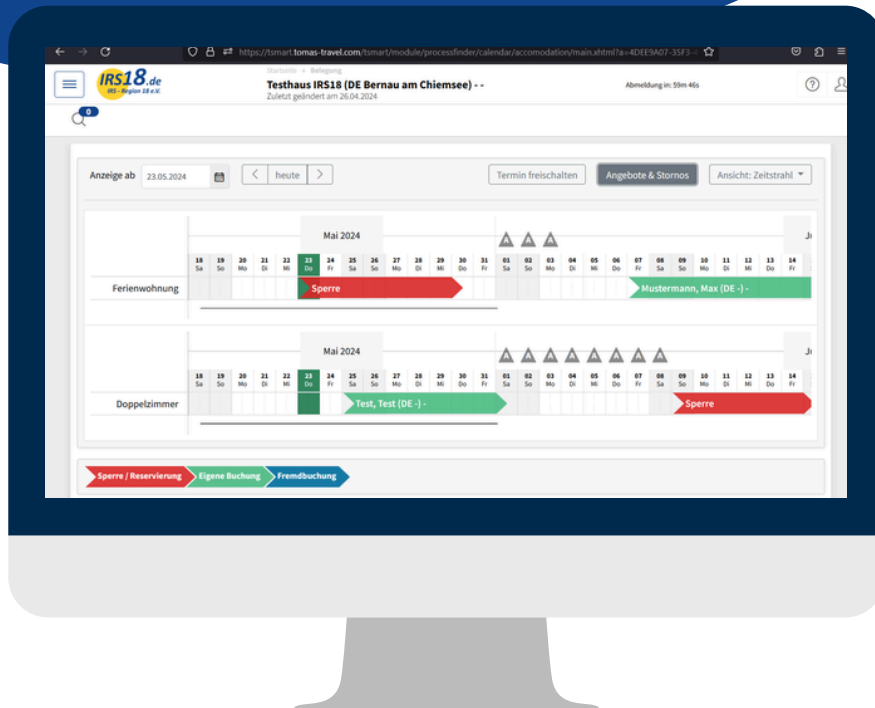 https://tsmart.tomas-travel.com/tsmart/module/processfinder/calendar/accomodation/main.xhtml?a=4DEE9A07-35F3-
IRS18.de
IRS - Region 18 e.V.
Startseite > Belegung
Testhaus IRS18 (DE Bernau am Chiemsee) - -
Zuletzt geändert am 26.04.2024
Abmeldung in: 59m 46s
?
0
Anzeige ab 23.05.2024 < heute > Termin freischalten Angebote & Stornos Ansicht: Zeitstrahl
Mai 2024 A A A
18 19 20 21 22 23 24 25 26 27 28 29 30 31 01 02 03 04 05 06 07 08 09 10 11 12 13 14
Sa So Mo Di Mi Do Fr Sa So Mo Di Mi Do Fr Sa So Mo Di Mi Do Fr Sa So Mo Di Mi Do Fr
Ferienwohnung Sperre Mustermann, Max (DE -) -
Mai 2024 A A A A A A A A
18 19 20 21 22 23 24 25 26 27 28 29 30 31 01 02 03 04 05 06 07 08 09 10 11 12 13 14
Sa So Mo Di Mi Do Fr Sa So Mo Di Mi Do Fr Sa So Mo Di Mi Do Fr Sa So Mo Di Mi Do Fr
Doppelzimmer Test, Test (DE -) - Sperre
Sperre / Reservierung Eigene Buchung Fremdbuchung